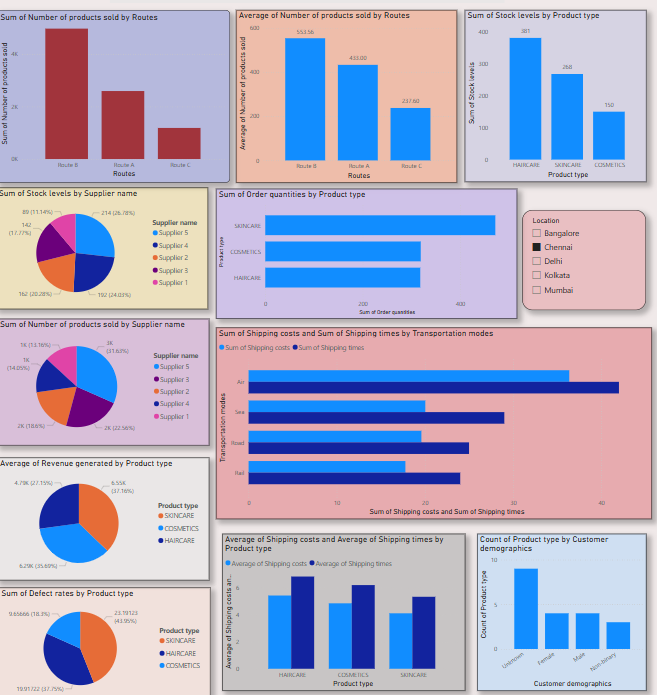 Sum of Number of products sold by Routes
Sum of Number of products sold
4K
2K
0K
Route B
Route A
Route C
Routes
Average of Number of products sold by Routes
Average of Number of products sold
600
400
200
0
553.56
433.00
237.60
Route B
Route A
Route C
Routes
Sum of Stock levels by Product type
Sum of Stock levels
400
300
200
100
0
381
268
150
HAIRCARE
SKINCARE
COSMETICS
Product type
Sum of Stock levels by Supplier name
89 (11.14%)
214 (26.78%)
142
(17.77%)
162 (20.28%)
192 (24.03%)
Supplier name
Supplier 5
Supplier 4
Supplier 2
Supplier 3
Supplier 1
Sum of Order quantities by Product type
Product type
SKINCARE
COSMETICS
HAIRCARE
0
200
400
Sum of Order quantities
Location
Bangalore
Chennai
Delhi
Kolkata
Mumbai
Sum of Number of products sold by Supplier name
1K (13.16%)
3K
(31.63%)
1K
(14.05%)
2K (18.6%)
2K (22.56%)
Supplier name
Supplier 5
Supplier 3
Supplier 2
Supplier 4
Supplier 1
Sum of Shipping costs and Sum of Shipping times by Transportation modes
Sum of Shipping costs
Sum of Shipping times
Transportation modes
Air
Sea
Road
Rail
0
10
20
30
40
Sum of Shipping costs and Sum of Shipping times
Average of Revenue generated by Product type
4.79K (27.15%)
6.55K
(37.16%)
6.29K (35.69%)
Product type
SKINCARE
COSMETICS
HAIRCARE
Average of Shipping costs and Average of Shipping times by
Product type
Average of Shipping costs
Average of Shipping times
Average of Shipping costs an...
6
4
2
0
HAIRCARE
COSMETICS
SKINCARE
Product type
Count of Product type by Customer
demographics
Count of Product type
10
5
0
Unknown
Female
Male
Non-binary
Customer demographics
Sum of Defect rates by Product type
9.65666 (18.3%)
23.19123
(43.95%)
19.91722 (37.75%)
Product type
SKINCARE
HAIRCARE
COSMETICS